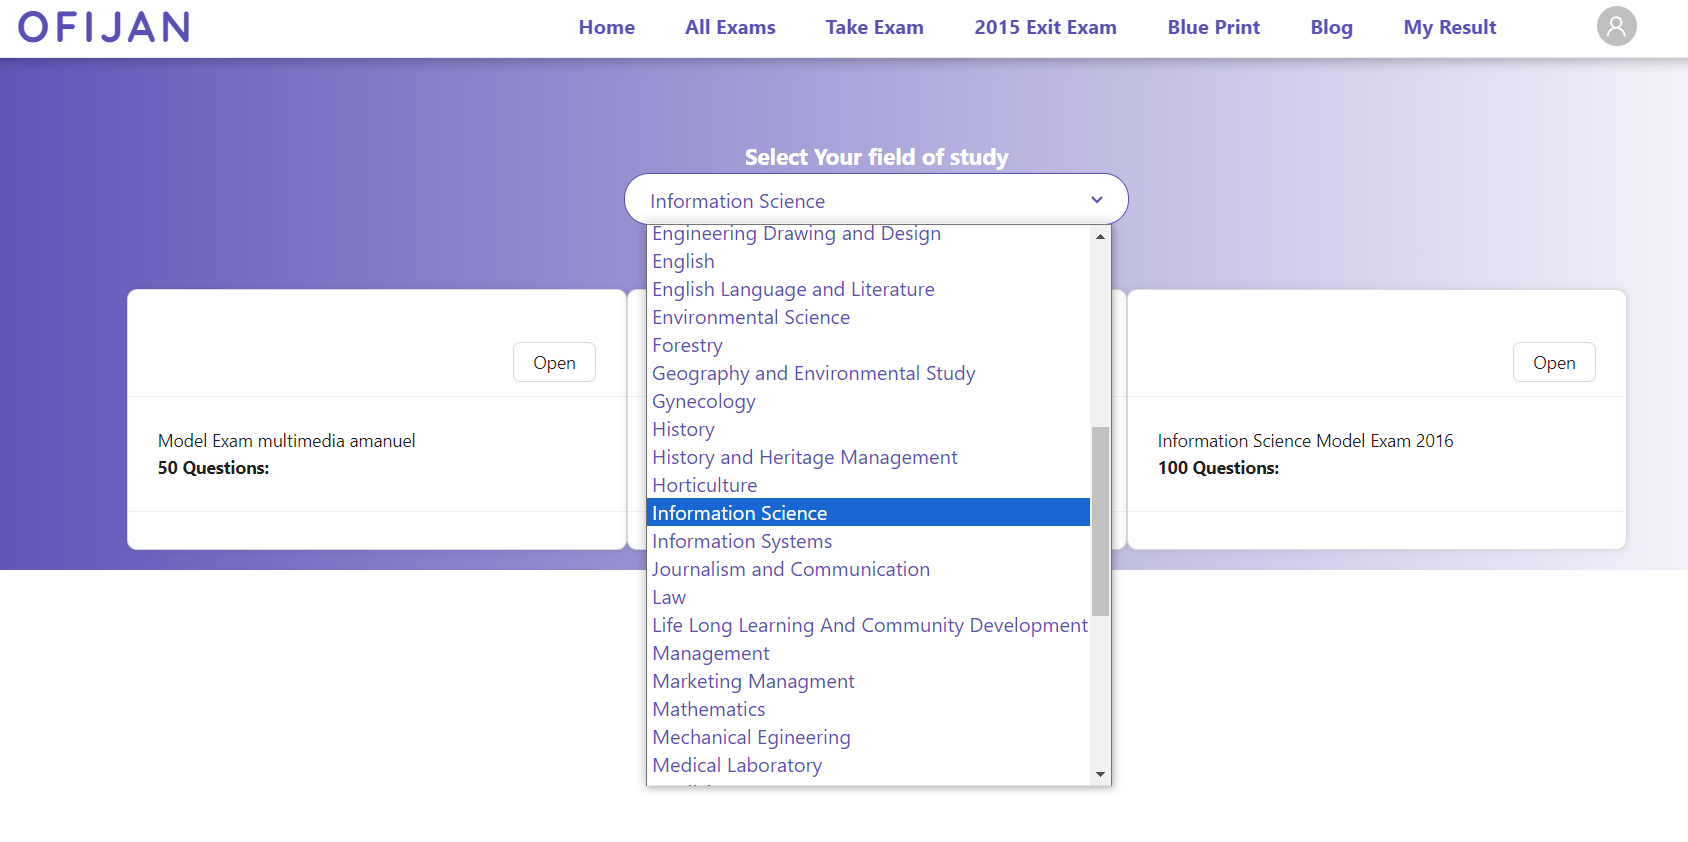 OFIJAN
Home All Exams Take Exam 2015 Exit Exam Blue Print Blog My Result
Select Your field of study
Information Science
Engineering Drawing and Design
English
English Language and Literature
Environmental Science
Forestry
Geography and Environmental Study
Gynecology
History
History and Heritage Management
Horticulture
Information Science
Information Systems
Journalism and Communication
Law
Life Long Learning And Community Development
Management
Marketing Managment
Mathematics
Mechanical Egineering
Medical Laboratory
Open
Model Exam multimedia amanuel
50 Questions:
Open
Information Science Model Exam 2016
100 Questions: